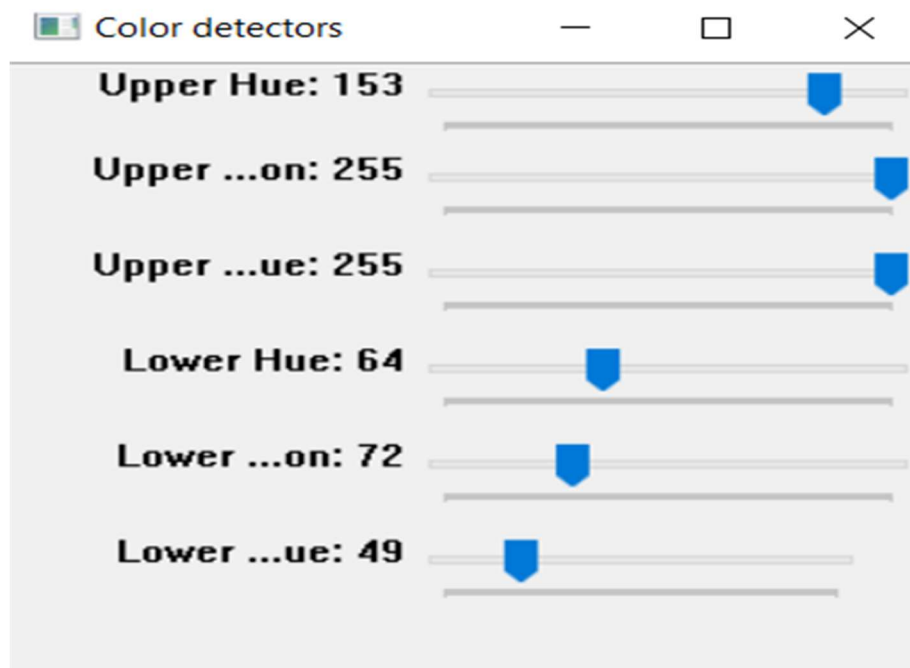 Color detectors
Upper Hue: 153
Upper ...on: 255
Upper ...ue: 255
Lower Hue: 64
Lower ...on: 72
Lower ...ue: 49